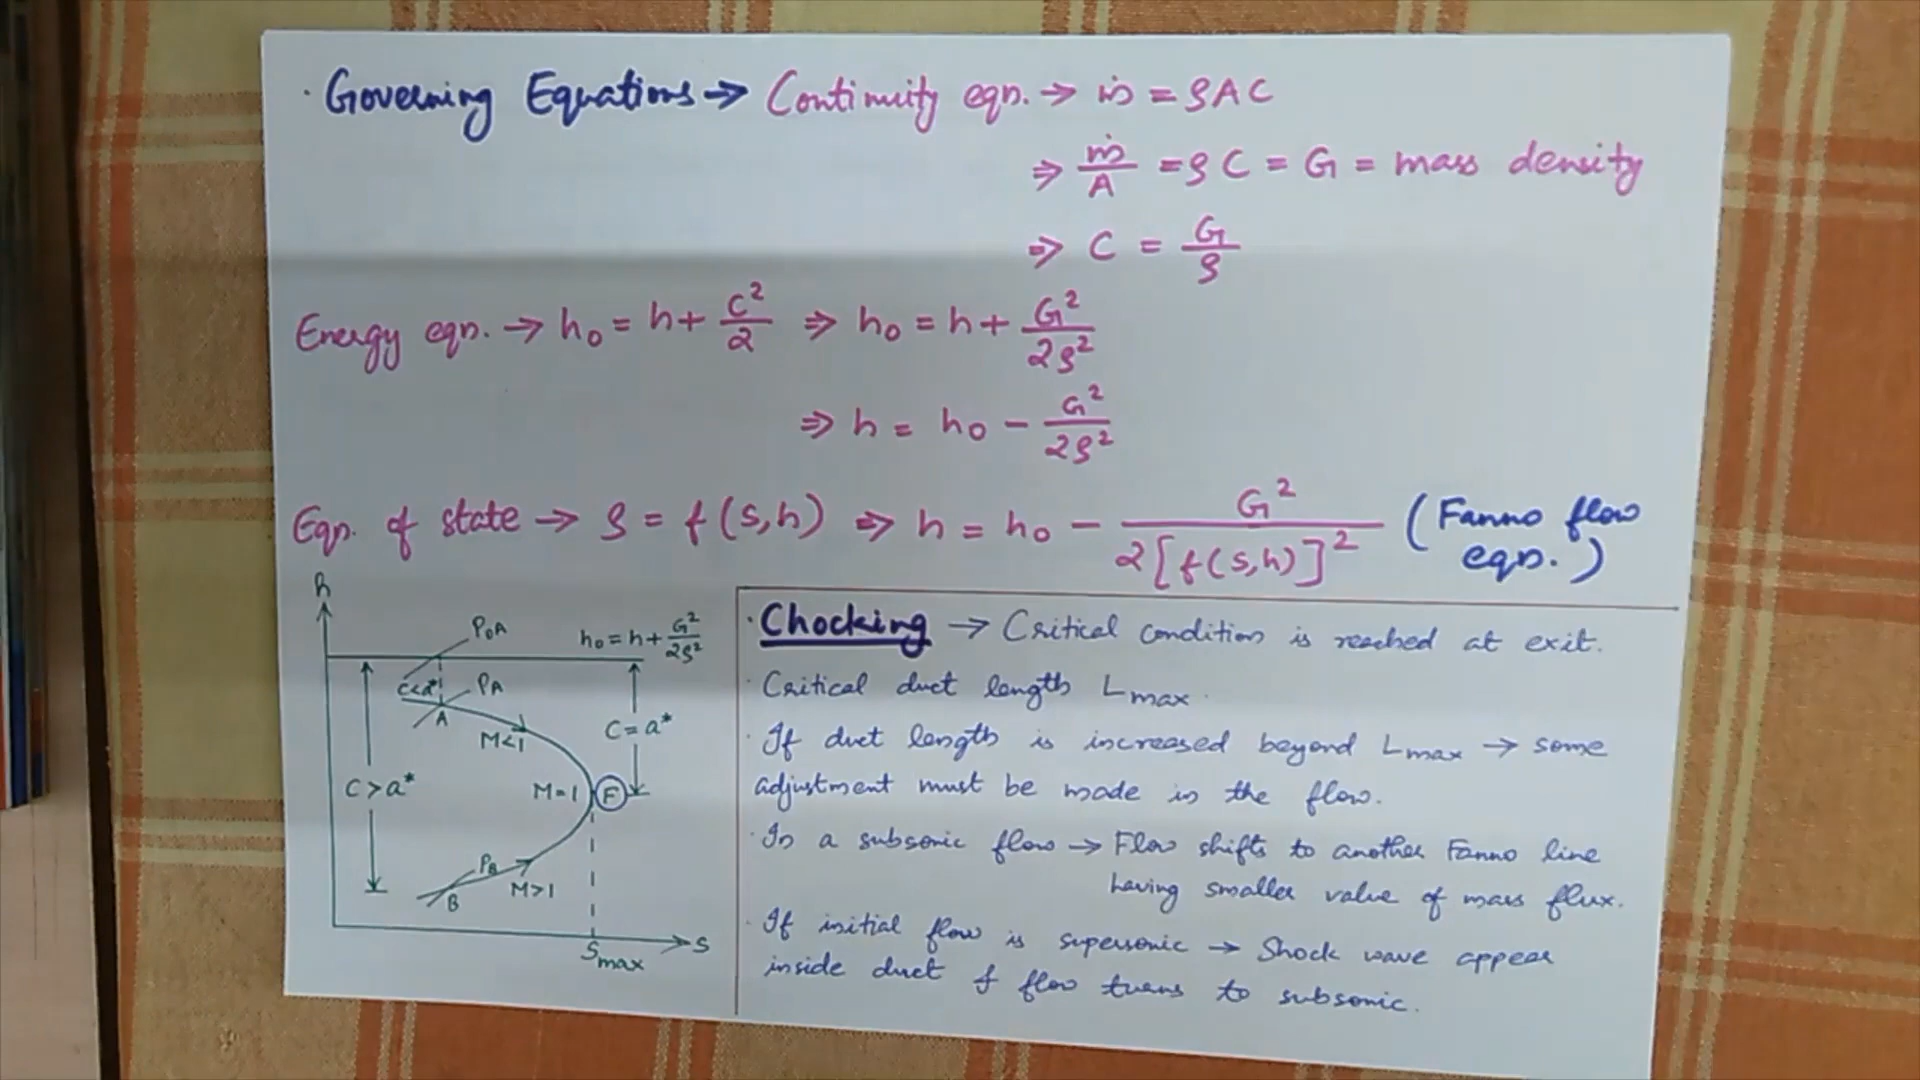 · Governing Equations → Continuity eqn. → ṁ = ρAC
⇒ ṁ/A = ρC = G = mass density
⇒ C = G/ρ
Energy eqn. → h₀ = h + C²/2 ⇒ h₀ = h + G²/2ρ²
⇒ h = h₀ - G²/2ρ²
Eqn. of state → ρ = f(s,h) ⇒ h = h₀ - G²/2[f(s,h)]² (Fanno flow eqn.)
h
P₀A
h₀ = h + G²/2ρ²
C<a*
PA
A
M<1
C = a*
C > a*
M=1
F
PB
M>1
B
Smax
s
· Chocking → Critical condition is reached at exit.
· Critical duct length Lmax.
· If duct length is increased beyond Lmax → some
adjustment must be made in the flow.
· In a subsonic flow → Flow shifts to another Fanno line
having smaller value of mass flux.
· If initial flow is supersonic → Shock wave appear
inside duct & flow turns to subsonic.